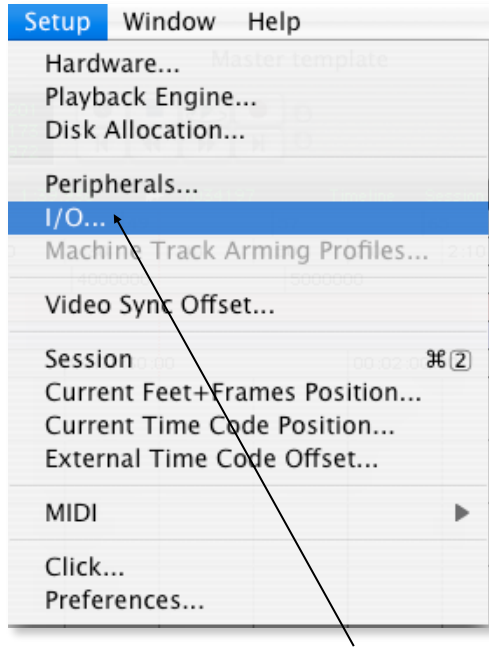 Setup Window Help
Master template
Hardware...
Playback Engine...
Disk Allocation...
Peripherals...
I/O...
Machine Track Arming Profiles...
Video Sync Offset...
Session ⌘2
Current Feet+Frames Position...
Current Time Code Position...
External Time Code Offset...
MIDI
Click...
Preferences...